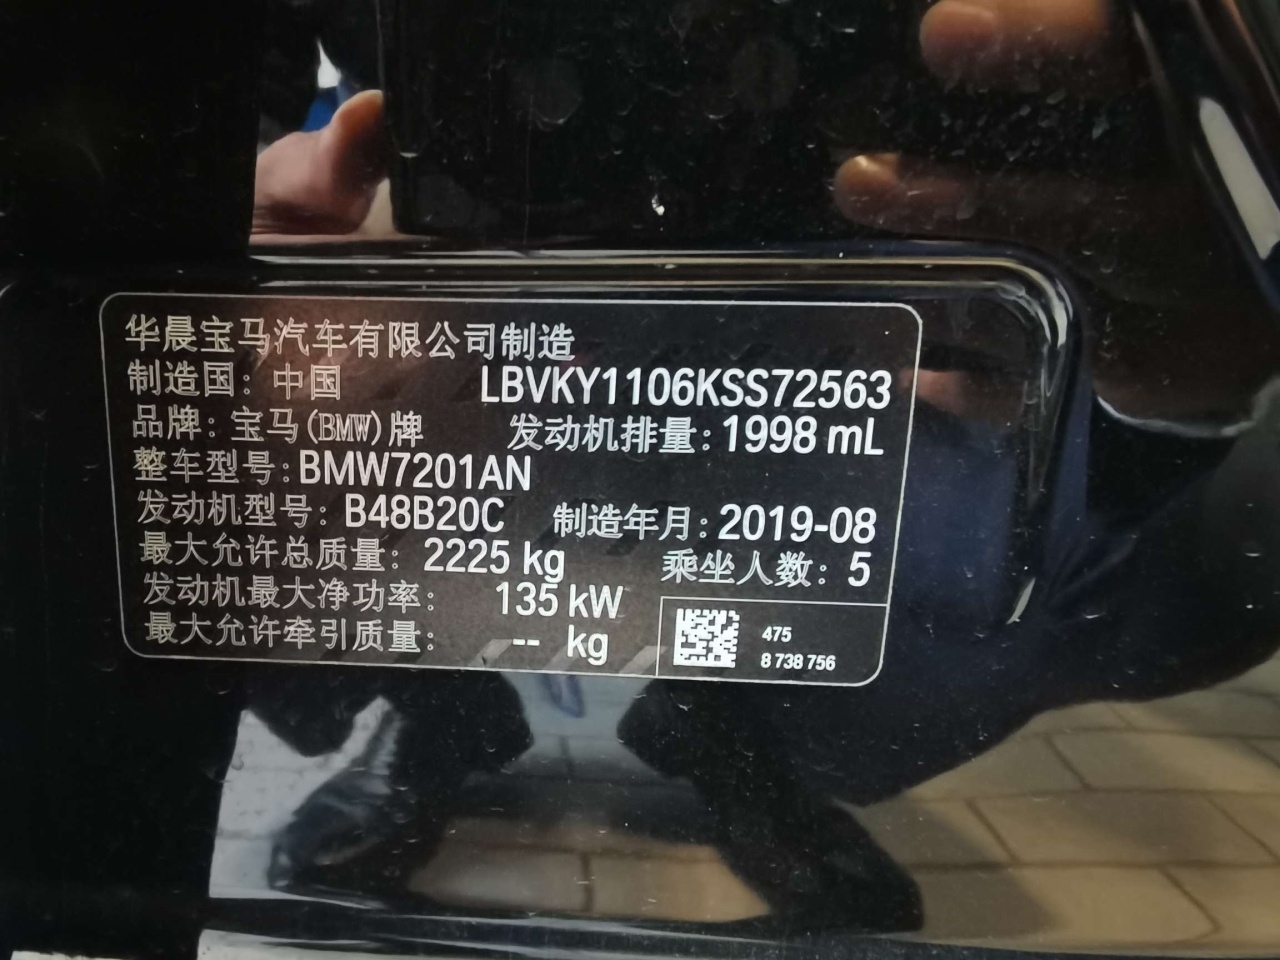 华晨宝马汽车有限公司制造
制造国：中国 LBVKY1106KSS72563
品牌：宝马(BMW)牌 发动机排量：1998 mL
整车型号：BMW7201AN
发动机型号：B48B20C 制造年月：2019-08
最大允许总质量：2225 kg 乘坐人数：5
发动机最大净功率：135 kW
最大允许牵引质量：-- kg
475
8 738 756